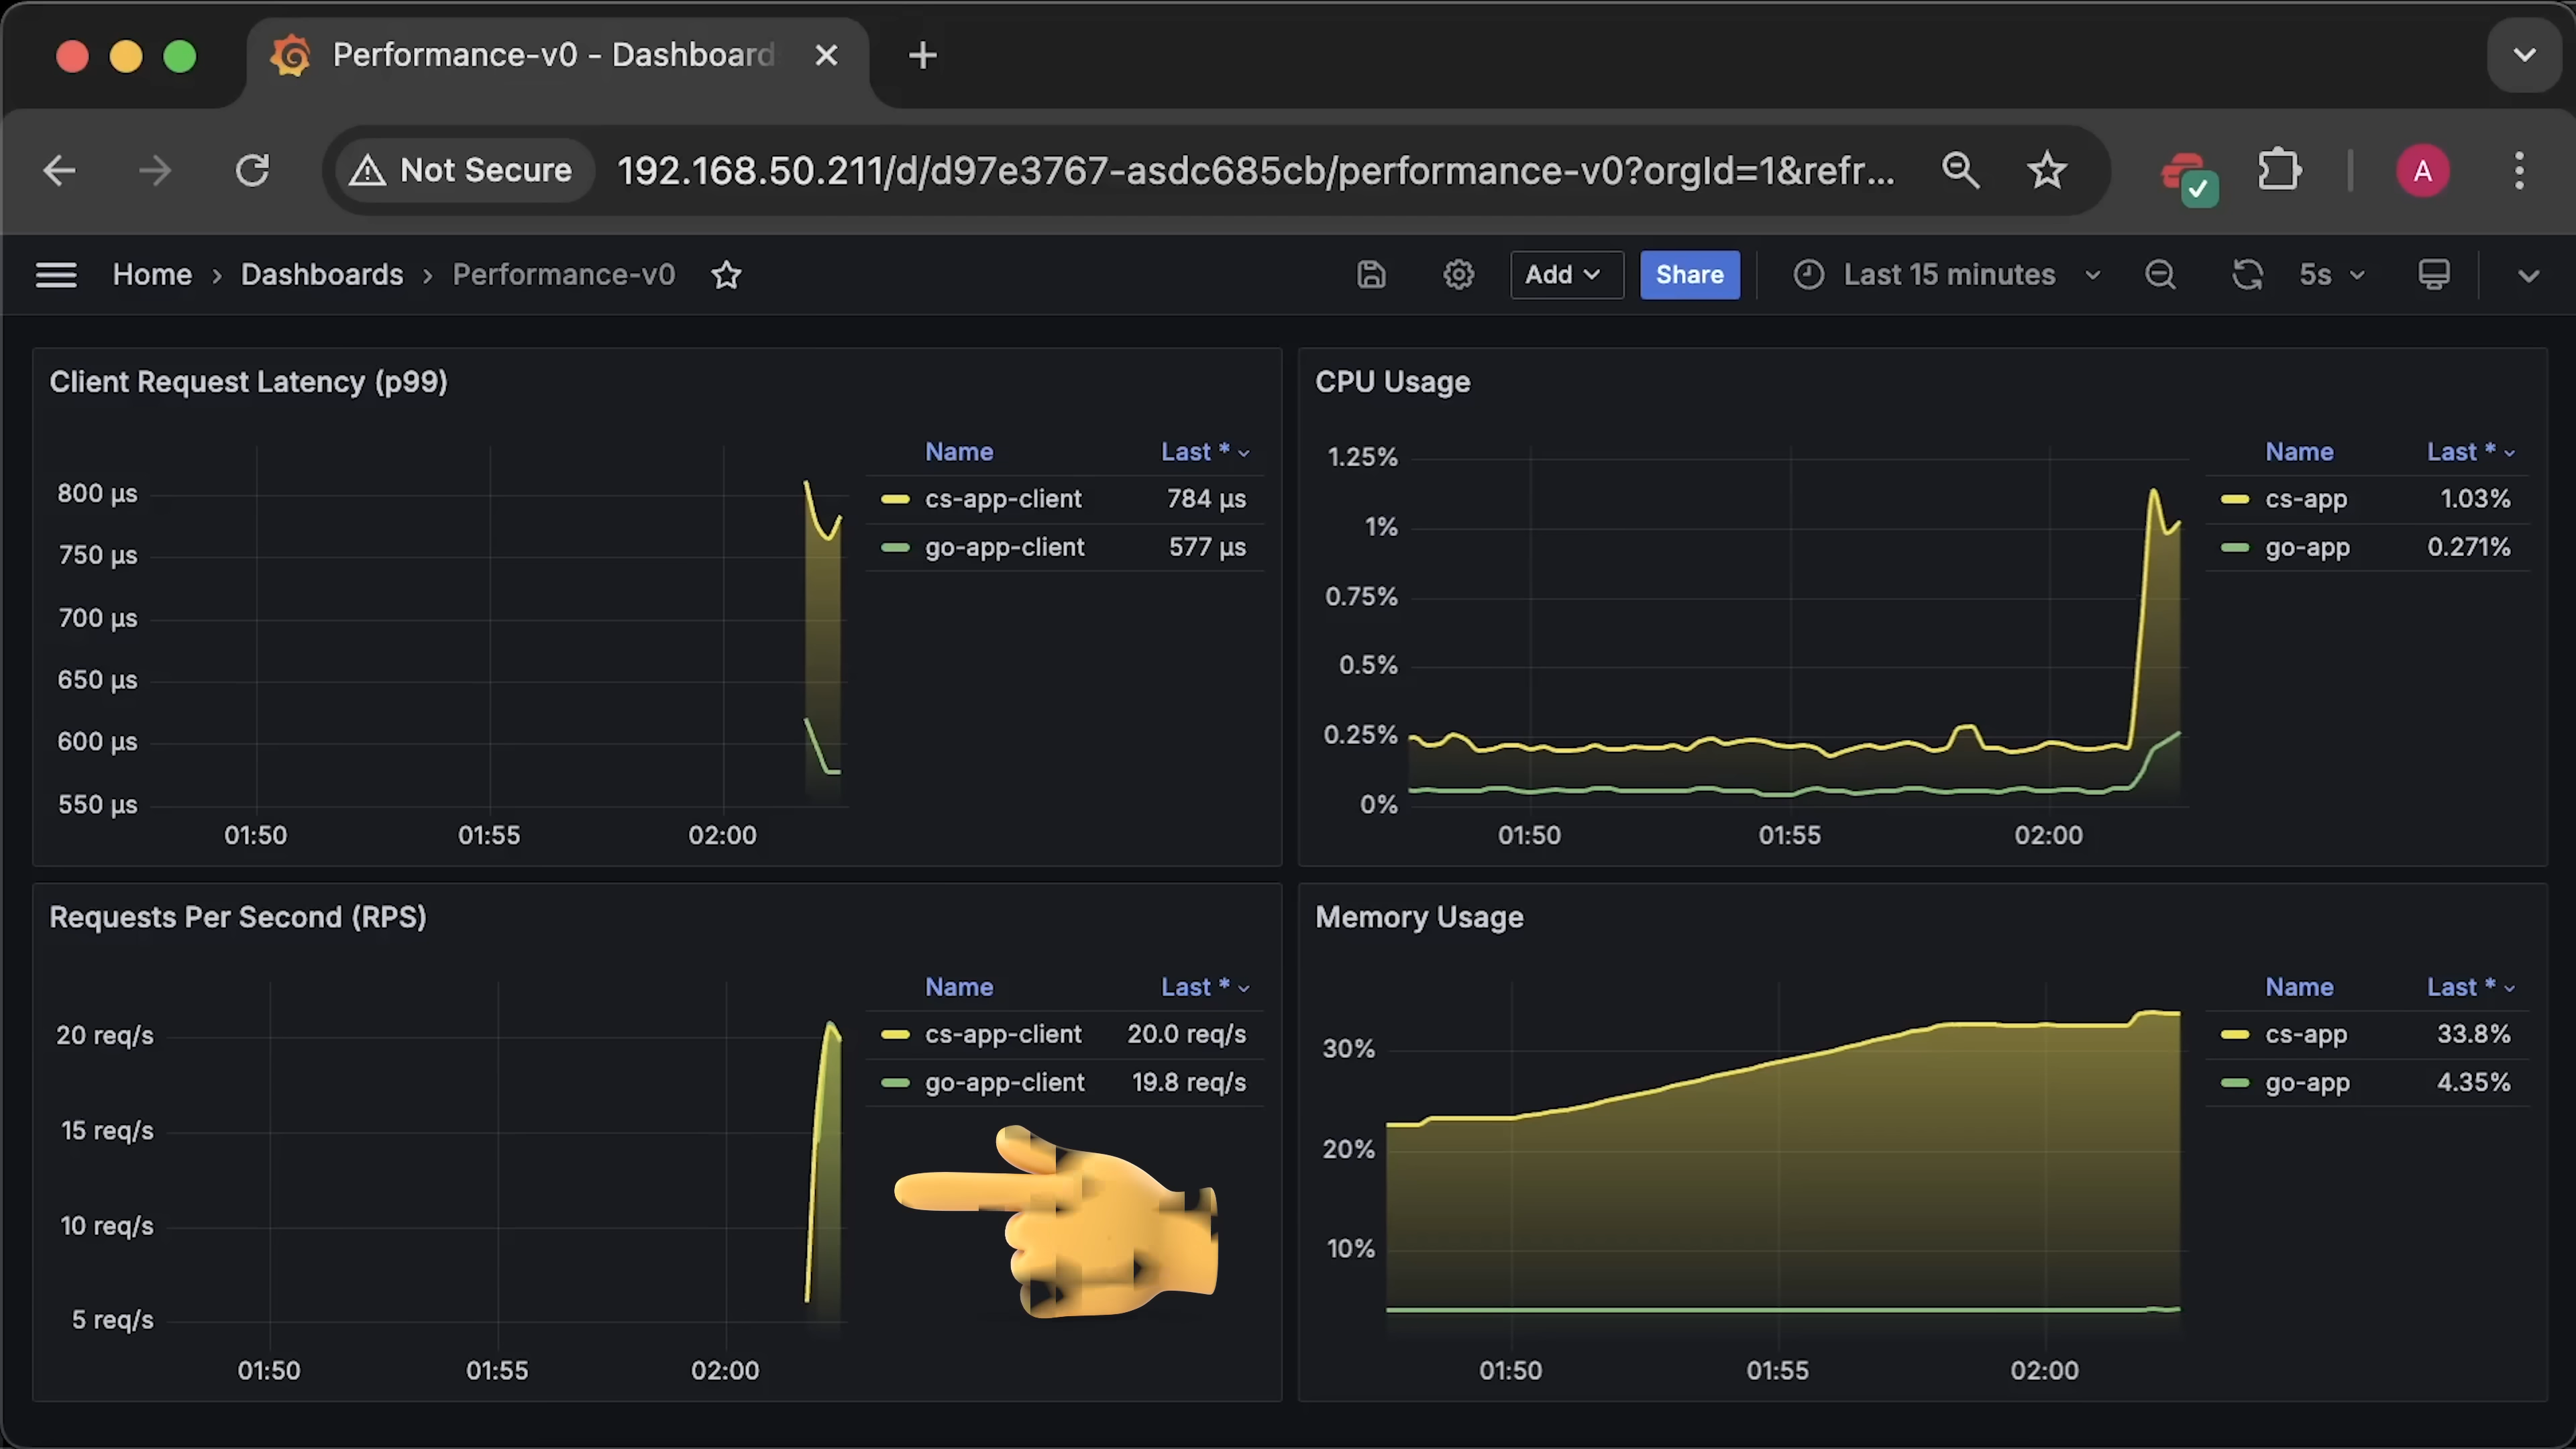 Performance-v0 - Dashboard
Not Secure
192.168.50.211/d/d97e3767-asdc685cb/performance-v0?orgId=1&refr...
A
Home › Dashboards › Performance-v0
Add
Share
Last 15 minutes
5s
Client Request Latency (p99)
Name Last *
cs-app-client 784 µs
go-app-client 577 µs
800 µs
750 µs
700 µs
650 µs
600 µs
550 µs
01:50 01:55 02:00
CPU Usage
Name Last *
cs-app 1.03%
go-app 0.271%
1.25%
1%
0.75%
0.5%
0.25%
0%
01:50 01:55 02:00
Requests Per Second (RPS)
Name Last *
cs-app-client 20.0 req/s
go-app-client 19.8 req/s
20 req/s
15 req/s
10 req/s
5 req/s
01:50 01:55 02:00
Memory Usage
Name Last *
cs-app 33.8%
go-app 4.35%
30%
20%
10%
01:50 01:55 02:00